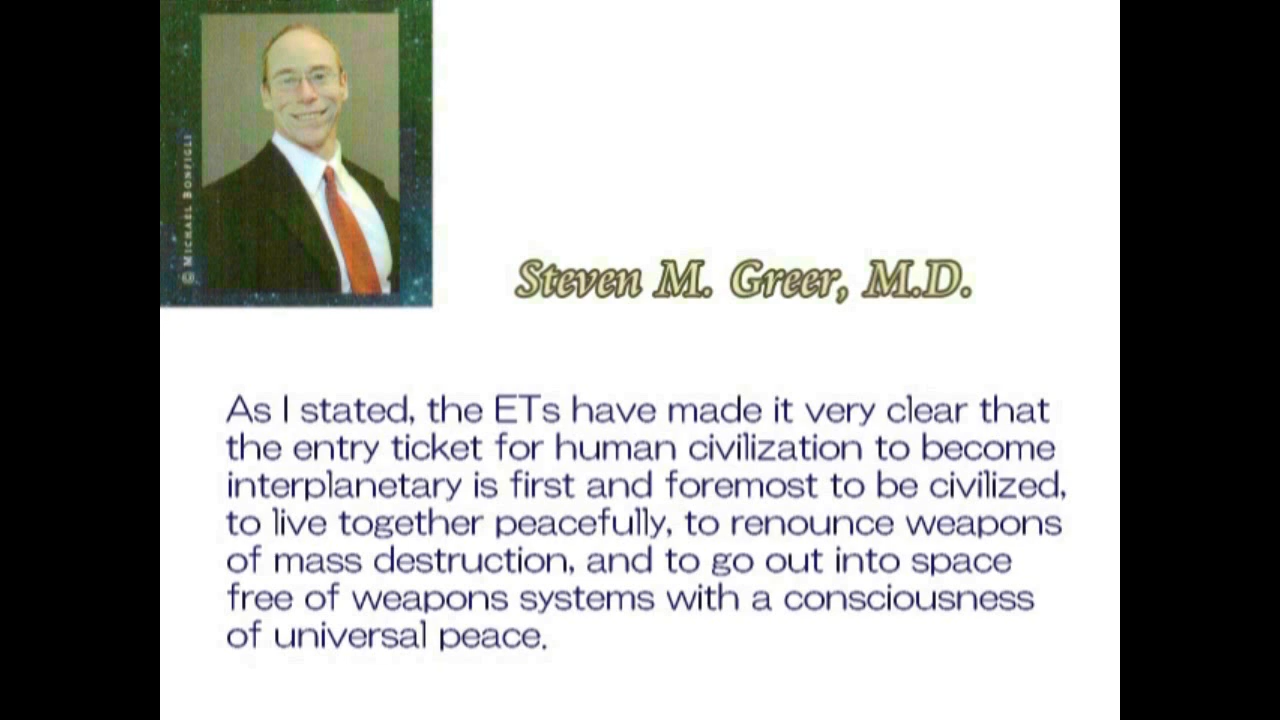 © MICHAEL BONFIGLI
Steven M. Greer, M.D.
As I stated, the ETs have made it very clear that
the entry ticket for human civilization to become
interplanetary is first and foremost to be civilized,
to live together peacefully, to renounce weapons
of mass destruction, and to go out into space
free of weapons systems with a consciousness
of universal peace.